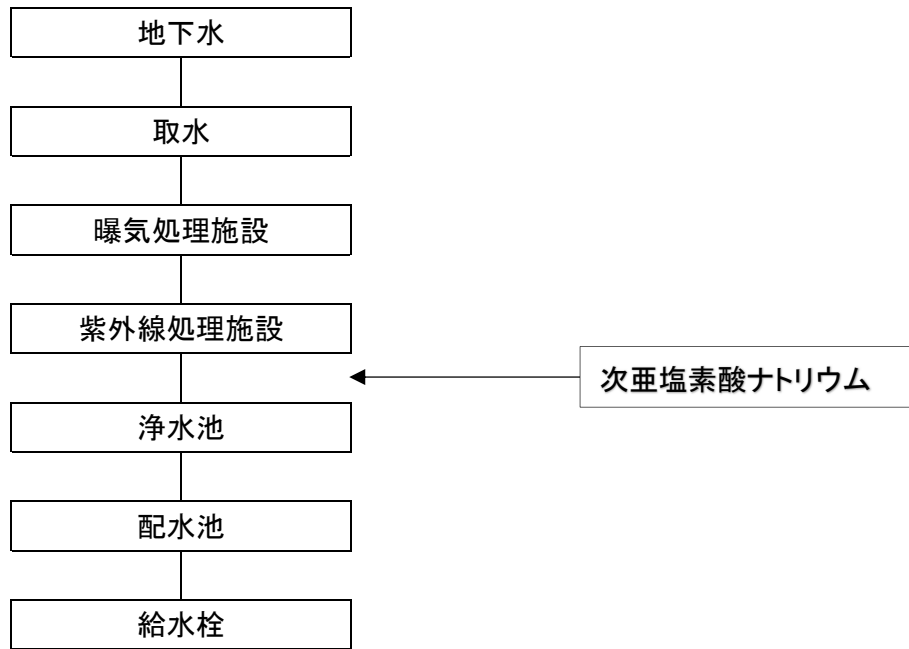 地下水
取水
曝気処理施設
紫外線処理施設
次亜塩素酸ナトリウム
浄水池
配水池
給水栓